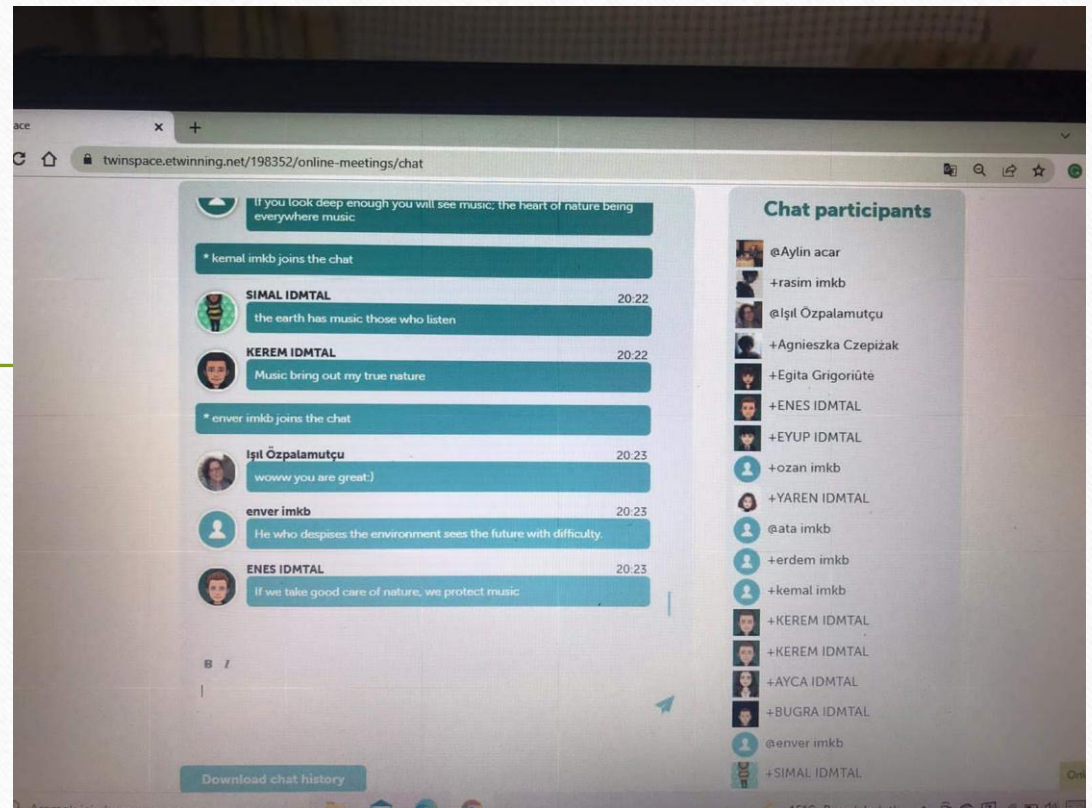 ace
twinspace.etwinning.net/198352/online-meetings/chat
If you look deep enough you will see music; the heart of nature being
everywhere music
* kemal imkb joins the chat
SIMAL IDMTAL 20:22
the earth has music those who listen
KEREM IDMTAL 20:22
Music bring out my true nature
* enver imkb joins the chat
Işıl Özpalamutçu 20:23
woww you are great:)
enver imkb 20:23
He who despises the environment sees the future with difficulty.
ENES IDMTAL 20:23
If we take good care of nature, we protect music
B I
Download chat history
Chat participants
@Aylin acar
+rasim imkb
@Işıl Özpalamutçu
+Agnieszka Czepiżak
+Egita Grigoriūtė
+ENES IDMTAL
+EYUP IDMTAL
+ozan imkb
+YAREN IDMTAL
@ata imkb
+erdem imkb
+kemal imkb
+KEREM IDMTAL
+KEREM IDMTAL
+AYCA IDMTAL
+BUGRA IDMTAL
@enver imkb
+SIMAL IDMTAL